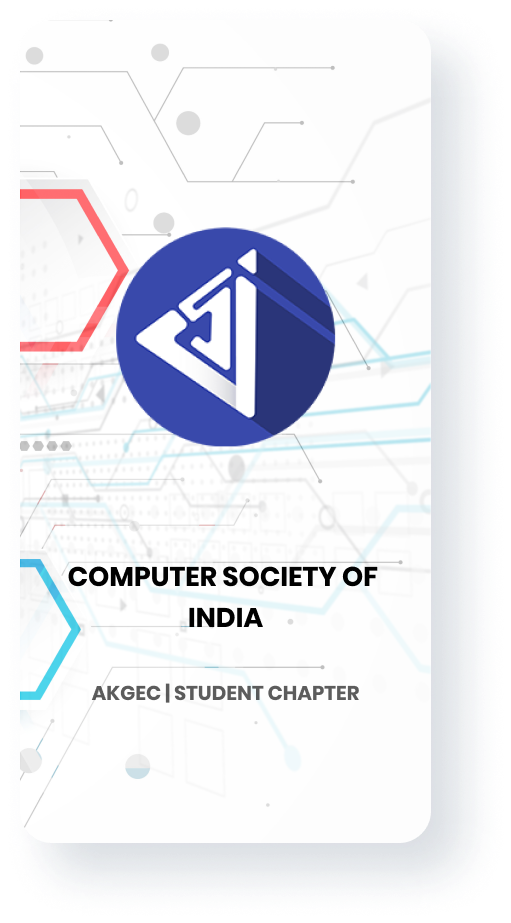 COMPUTER SOCIETY OF
INDIA
AKGEC | STUDENT CHAPTER